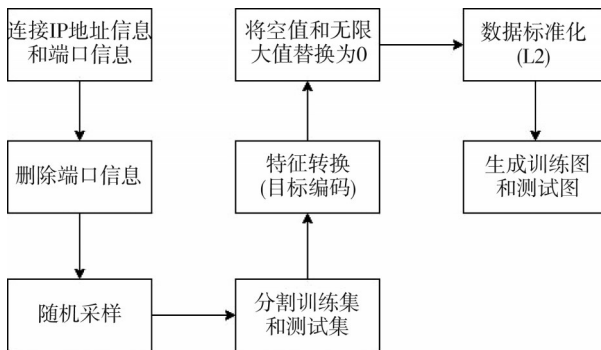 连接IP地址信息
和端口信息
删除端口信息
随机采样
分割训练集
和测试集
特征转换
(目标编码)
将空值和无限
大值替换为0
数据标准化
(L2)
生成训练图
和测试图